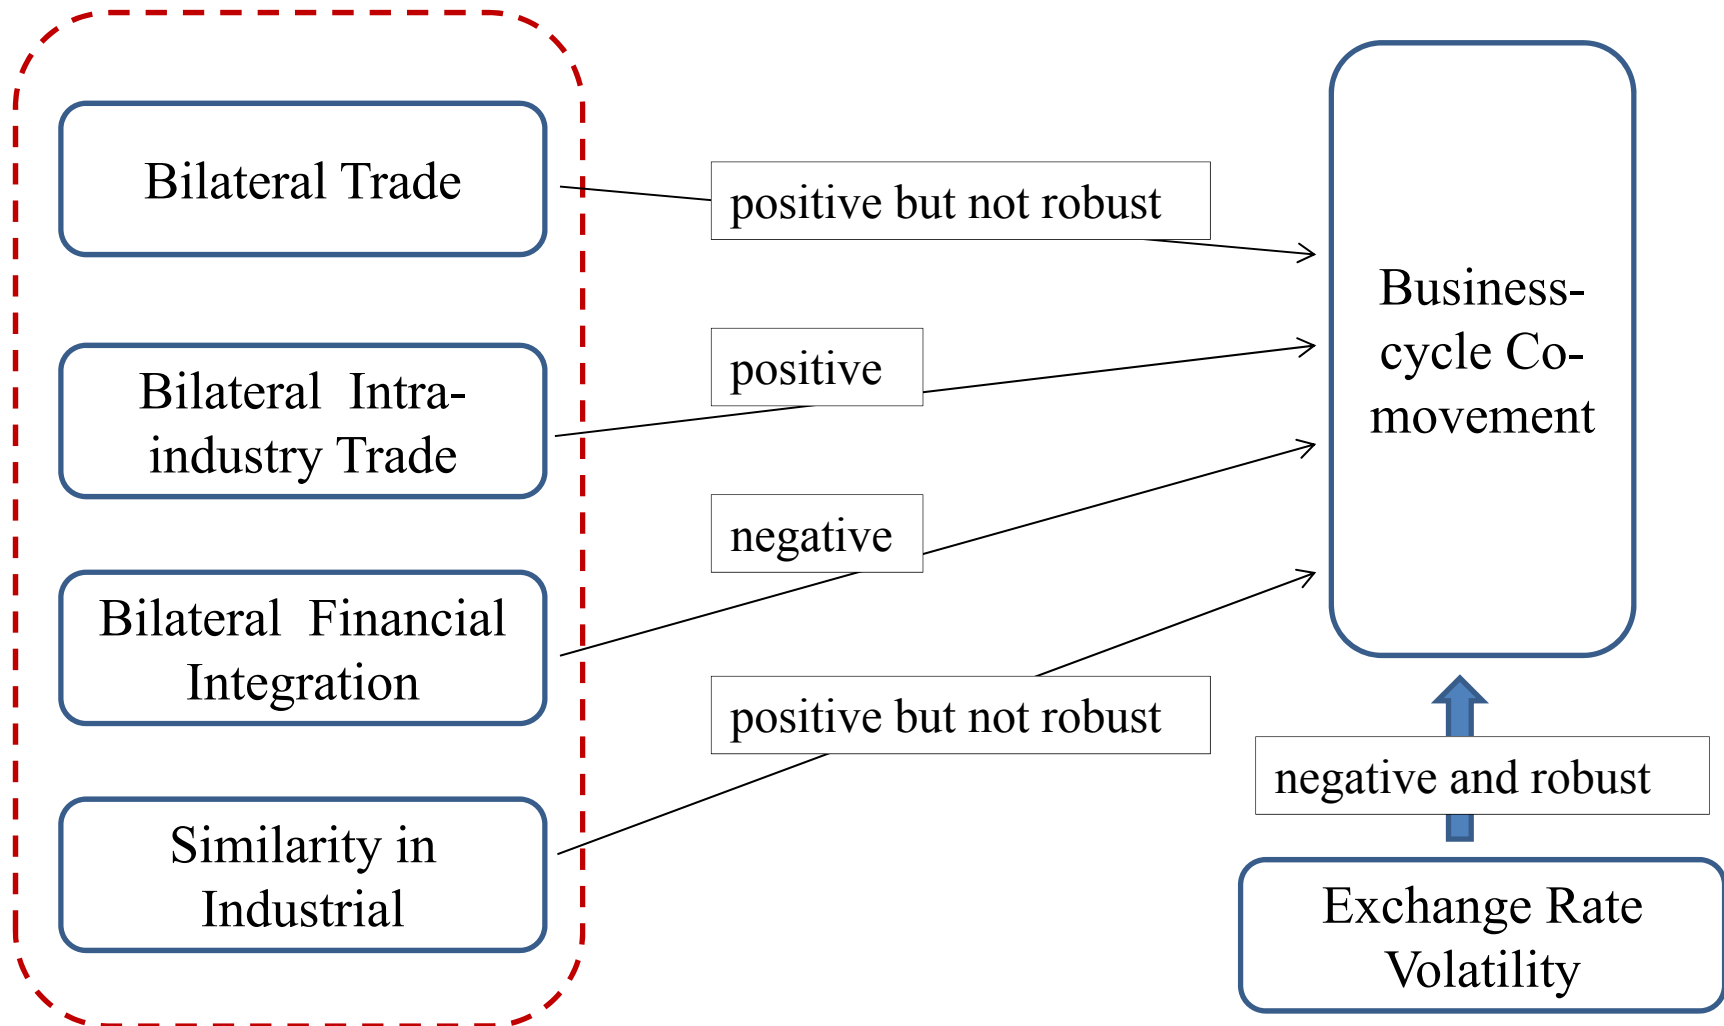 Bilateral Trade
positive but not robust
Bilateral Intra-
industry Trade
positive
Bilateral Financial
Integration
negative
Similarity in
Industrial
positive but not robust
Business-
cycle Co-
movement
negative and robust
Exchange Rate
Volatility